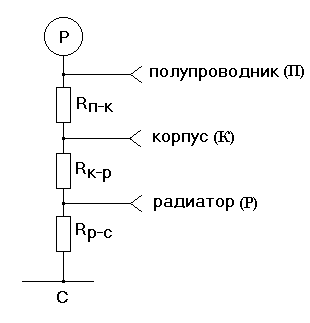 P
полупроводник (П)
Rп-к
корпус (К)
Rк-р
радиатор (Р)
Rр-с
С